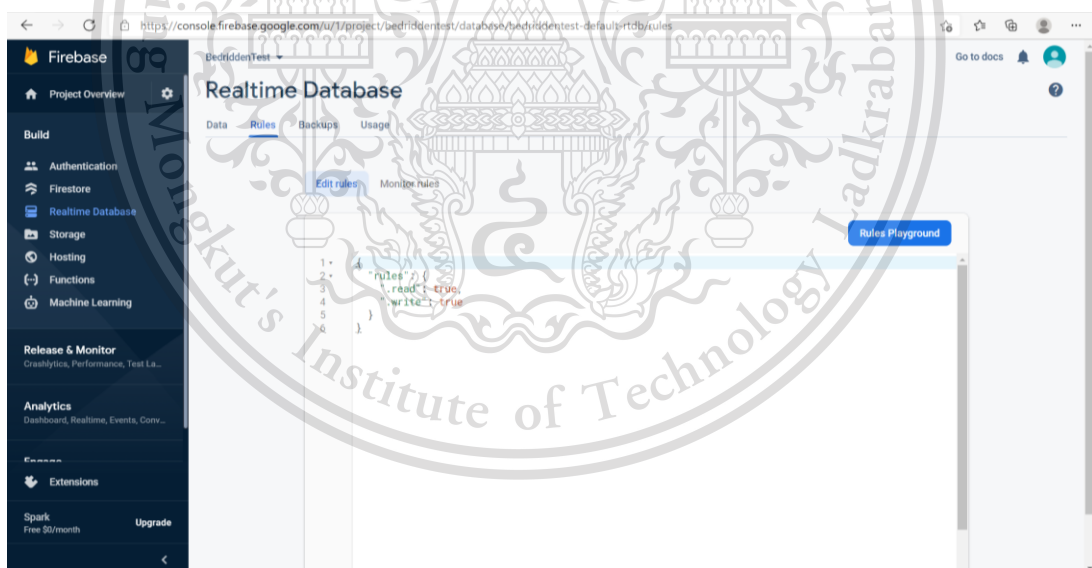 https://console.firebase.google.com/u/1/project/bedriddentest/database/bedriddentest-default-rtdb/rules
Firebase
BedriddenTest
Go to docs
Project Overview
Realtime Database
Data Rules Backups Usage
Build
Authentication
Firestore
Realtime Database
Storage
Hosting
Functions
Machine Learning
Edit rules Monitor rules
Rules Playground
1 {
2 "rules": {
3 ".read": true,
4 ".write": true
5 }
6 }
Release & Monitor
Crashlytics, Performance, Test La...
Analytics
Dashboard, Realtime, Events, Conv...
Engage
Extensions
Spark
Free $0/month
Upgrade
Mongkut's Institute of Technology Ladkrabang